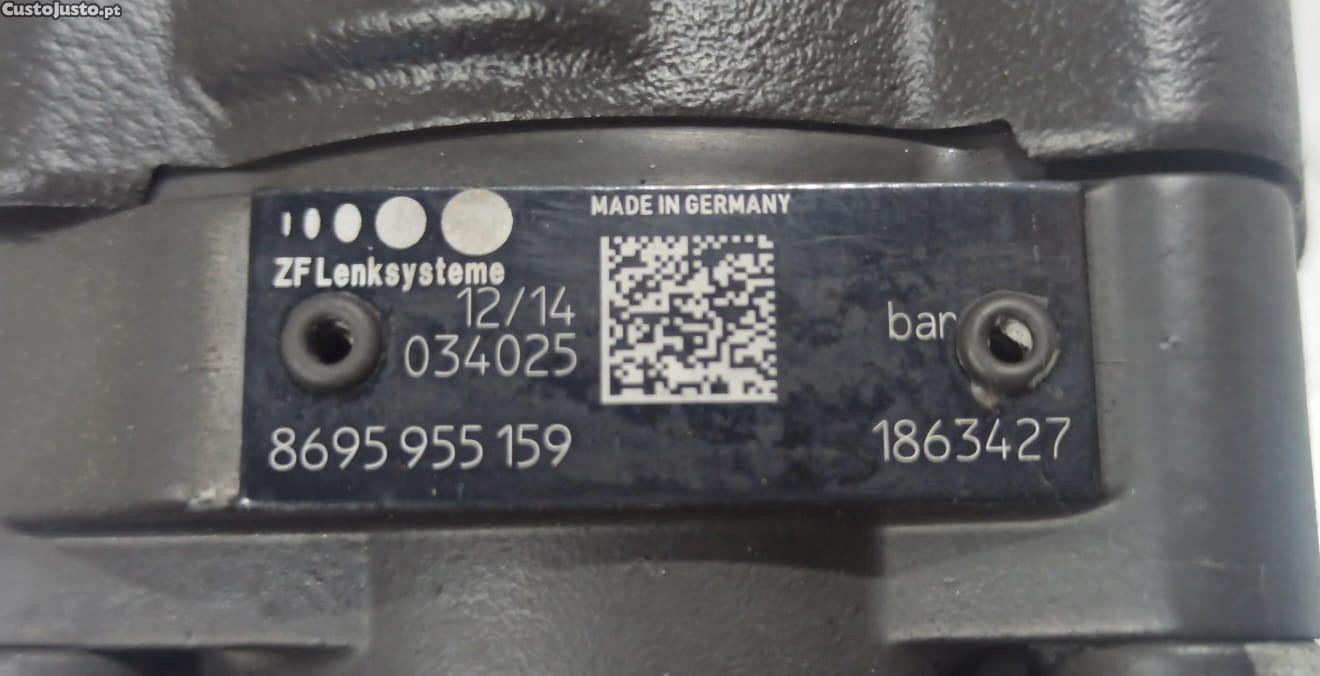 CustoJusto.pt
MADE IN GERMANY
ZF Lenksysteme
12/14
034025
bar
8695 955 159
1863427